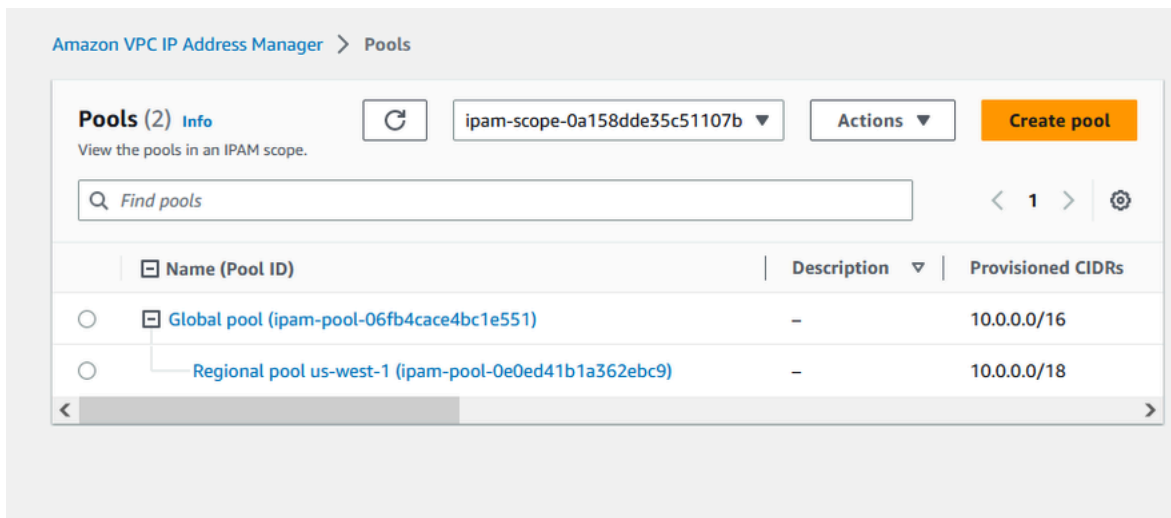 Amazon VPC IP Address Manager > Pools
Pools (2) Info
ipam-scope-0a158dde35c51107b
Actions
Create pool
View the pools in an IPAM scope.
Find pools
1
Name (Pool ID) Description Provisioned CIDRs
Global pool (ipam-pool-06fb4cace4bc1e551) – 10.0.0.0/16
Regional pool us-west-1 (ipam-pool-0e0ed41b1a362ebc9) – 10.0.0.0/18